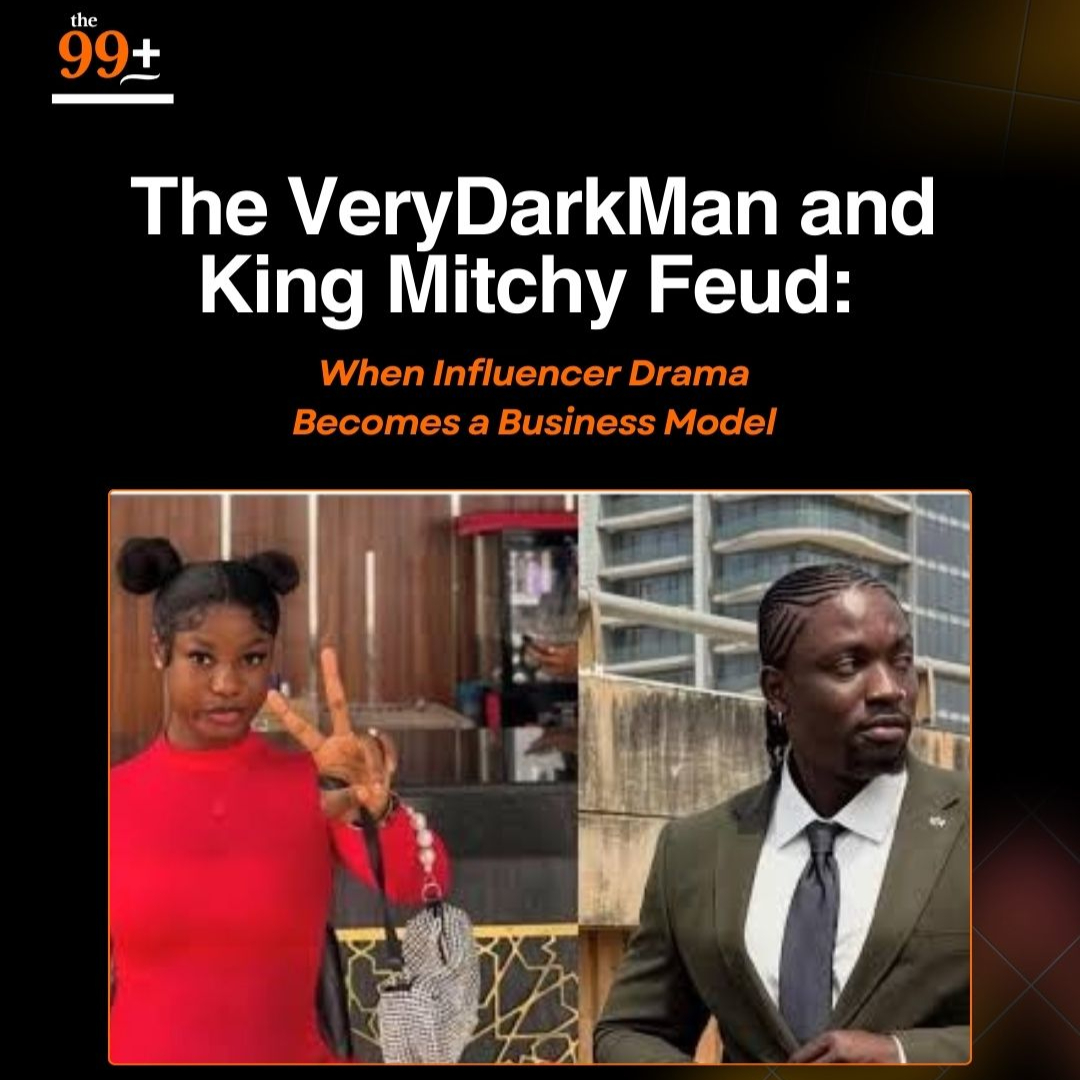 the
99+
The VeryDarkMan and
King Mitchy Feud:
When Influencer Drama
Becomes a Business Model